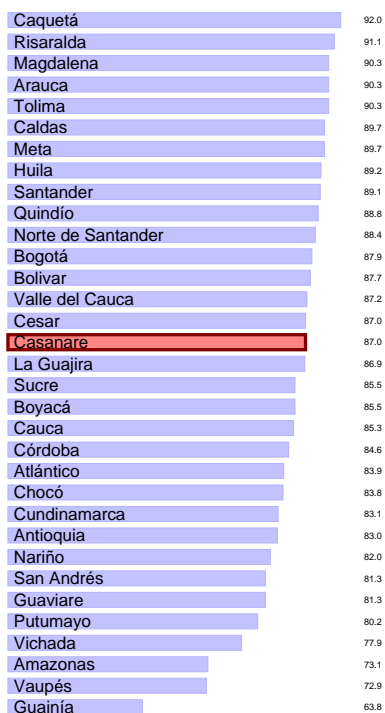 Caquetá 92.0
Risaralda 91.1
Magdalena 90.3
Arauca 90.3
Tolima 90.3
Caldas 89.7
Meta 89.7
Huila 89.2
Santander 89.1
Quindío 88.8
Norte de Santander 88.4
Bogotá 87.9
Bolivar 87.7
Valle del Cauca 87.2
Cesar 87.0
Casanare 87.0
La Guajira 86.9
Sucre 85.5
Boyacá 85.5
Cauca 85.3
Córdoba 84.6
Atlántico 83.9
Chocó 83.8
Cundinamarca 83.1
Antioquia 83.0
Nariño 82.0
San Andrés 81.3
Guaviare 81.3
Putumayo 80.2
Vichada 77.9
Amazonas 73.1
Vaupés 72.9
Guainía 63.8